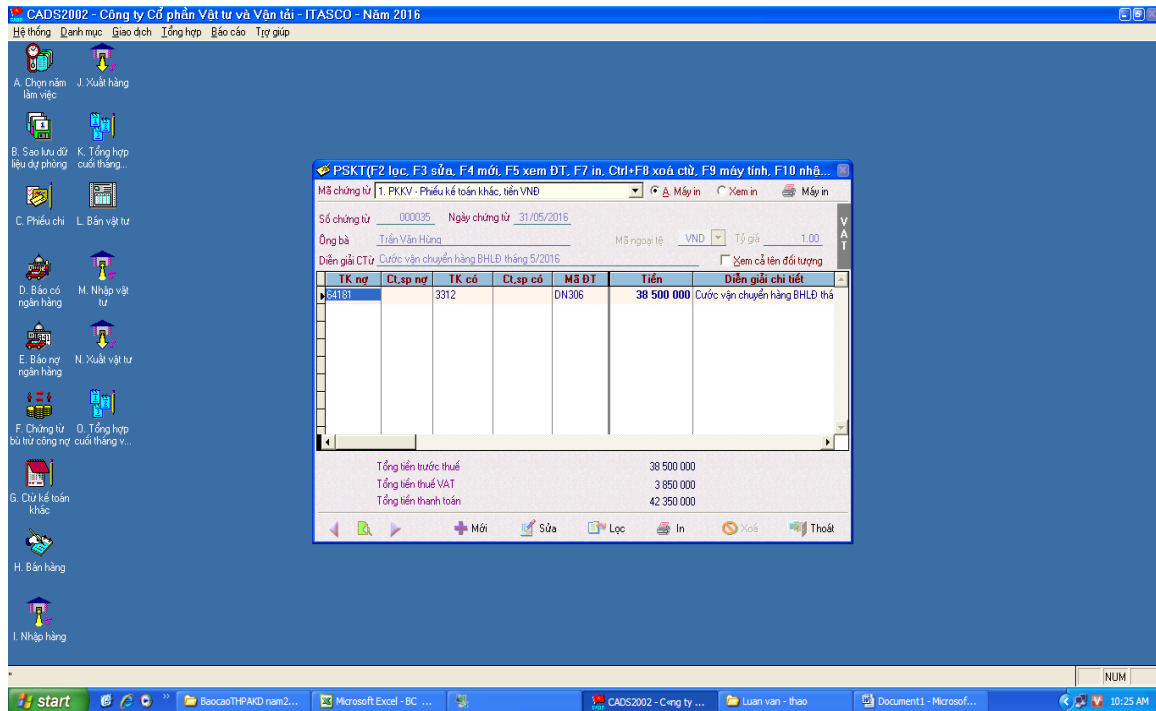 CADS2002 - Công ty Cổ phần Vật tư và Vận tải - ITASCO - Năm 2016
Hệ thống Danh mục Giao dịch Tổng hợp Báo cáo Trợ giúp
A. Chọn năm làm việc
J. Xuất hàng
B. Sao lưu dữ liệu dự phòng
K. Tổng hợp cuối tháng...
C. Phiếu chi
L. Bán vật tư
D. Báo có ngân hàng
M. Nhập vật tư
E. Báo nợ ngân hàng
N. Xuất vật tư
F. Chứng từ bù trừ công nợ
O. Tổng hợp cuối tháng v...
G. Ctừ kế toán khác
H. Bán hàng
I. Nhập hàng
PSKT(F2 lọc, F3 sửa, F4 mới, F5 xem ĐT, F7 in, Ctrl+F8 xoá ctừ, F9 máy tính, F10 nhậ...
Mã chứng từ 1. PKKV - Phiếu kế toán khác, tiền VNĐ A. Máy in Xem in Máy in
Số chứng từ 000035 Ngày chứng từ 31/05/2016
Ông bà Trần Văn Hùng Mã ngoại tệ VND Tỷ giá 1.00
Diễn giải CTừ Cước vận chuyển hàng BHLĐ tháng 5/2016 Xem cả tên đối tượng
VAT
TK nợ Ct,sp nợ TK có Ct,sp có Mã ĐT Tiền Diễn giải chi tiết
64181 3312 DN306 38 500 000 Cước vận chuyển hàng BHLĐ thá
Tổng tiền trước thuế 38 500 000
Tổng tiền thuế VAT 3 850 000
Tổng tiền thanh toán 42 350 000
Mới Sửa Lọc In Xoá Thoát
NUM
start BaocaoTHPAKD nam2... Microsoft Excel - BC ... CADS2002 - C«ng ty ... Luan van - thao Document1 - Microsof... 10:25 AM